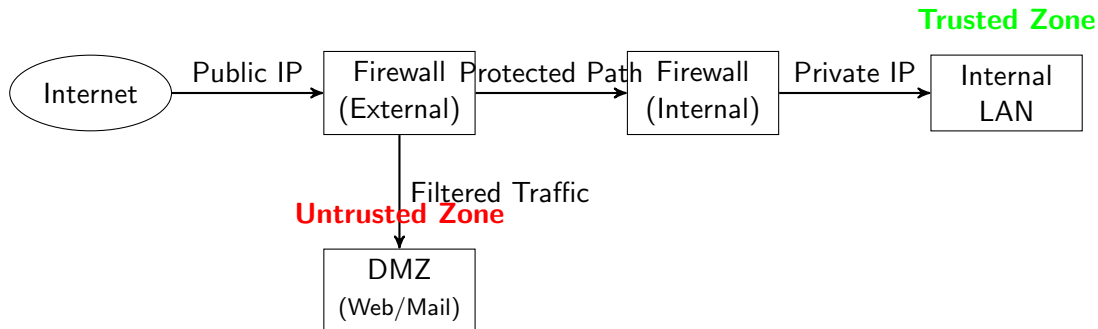 Trusted Zone
Internet
Public IP
Firewall
(External)
Protected Path
Firewall
(Internal)
Private IP
Internal
LAN
Filtered Traffic
Untrusted Zone
DMZ
(Web/Mail)